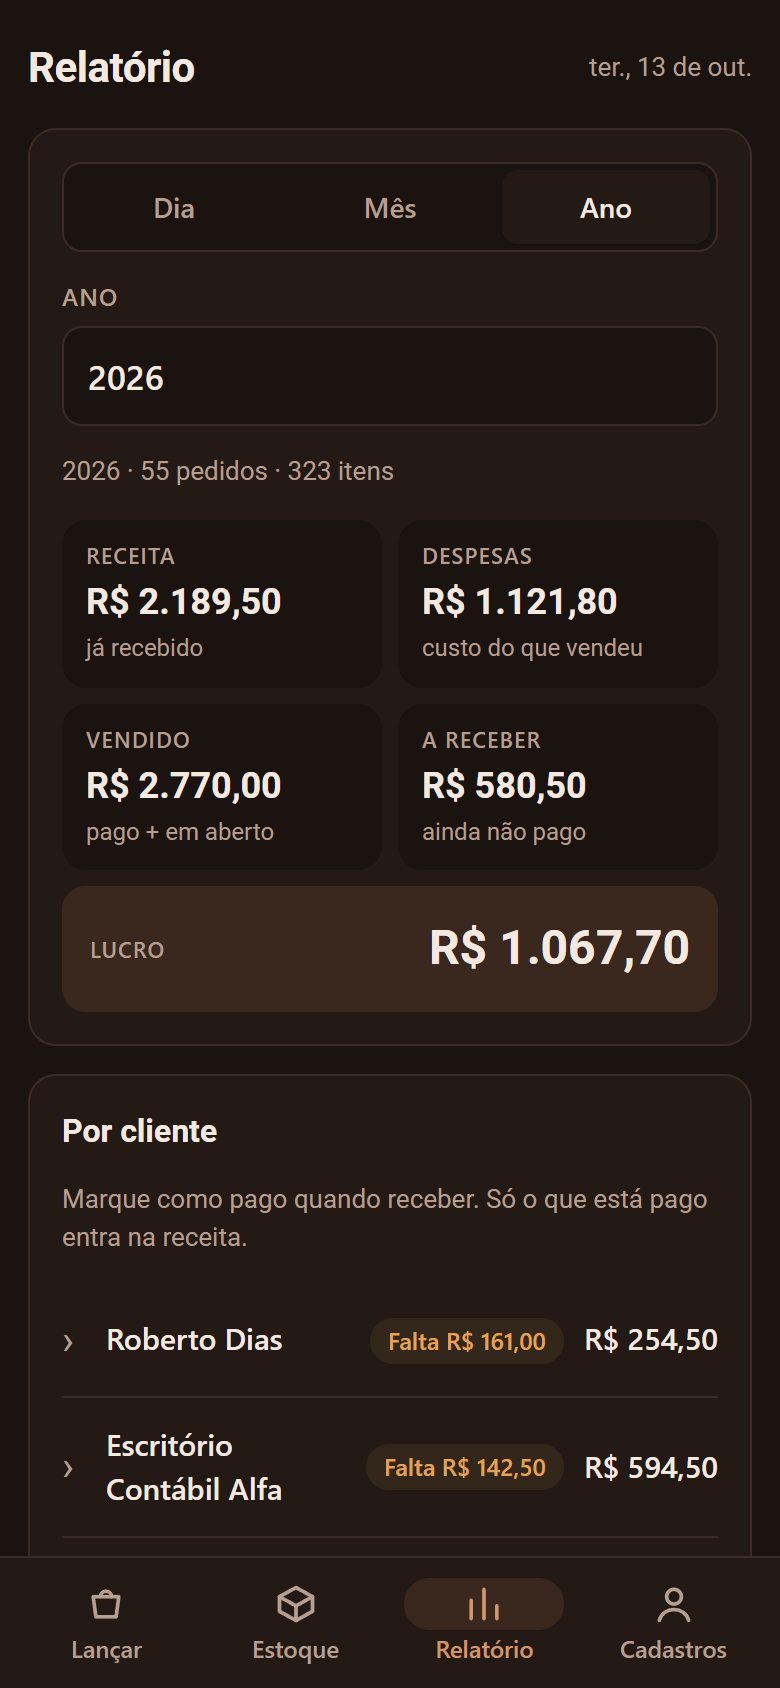 Relatório
ter., 13 de out.
Dia
Mês
Ano
ANO
2026
2026 · 55 pedidos · 323 itens
RECEITA
R$ 2.189,50
já recebido
DESPESAS
R$ 1.121,80
custo do que vendeu
VENDIDO
R$ 2.770,00
pago + em aberto
A RECEBER
R$ 580,50
ainda não pago
LUCRO
R$ 1.067,70
Por cliente
Marque como pago quando receber. Só o que está pago
entra na receita.
Roberto Dias
Falta R$ 161,00
R$ 254,50
Escritório
Contábil Alfa
Falta R$ 142,50
R$ 594,50
Lançar
Estoque
Relatório
Cadastros